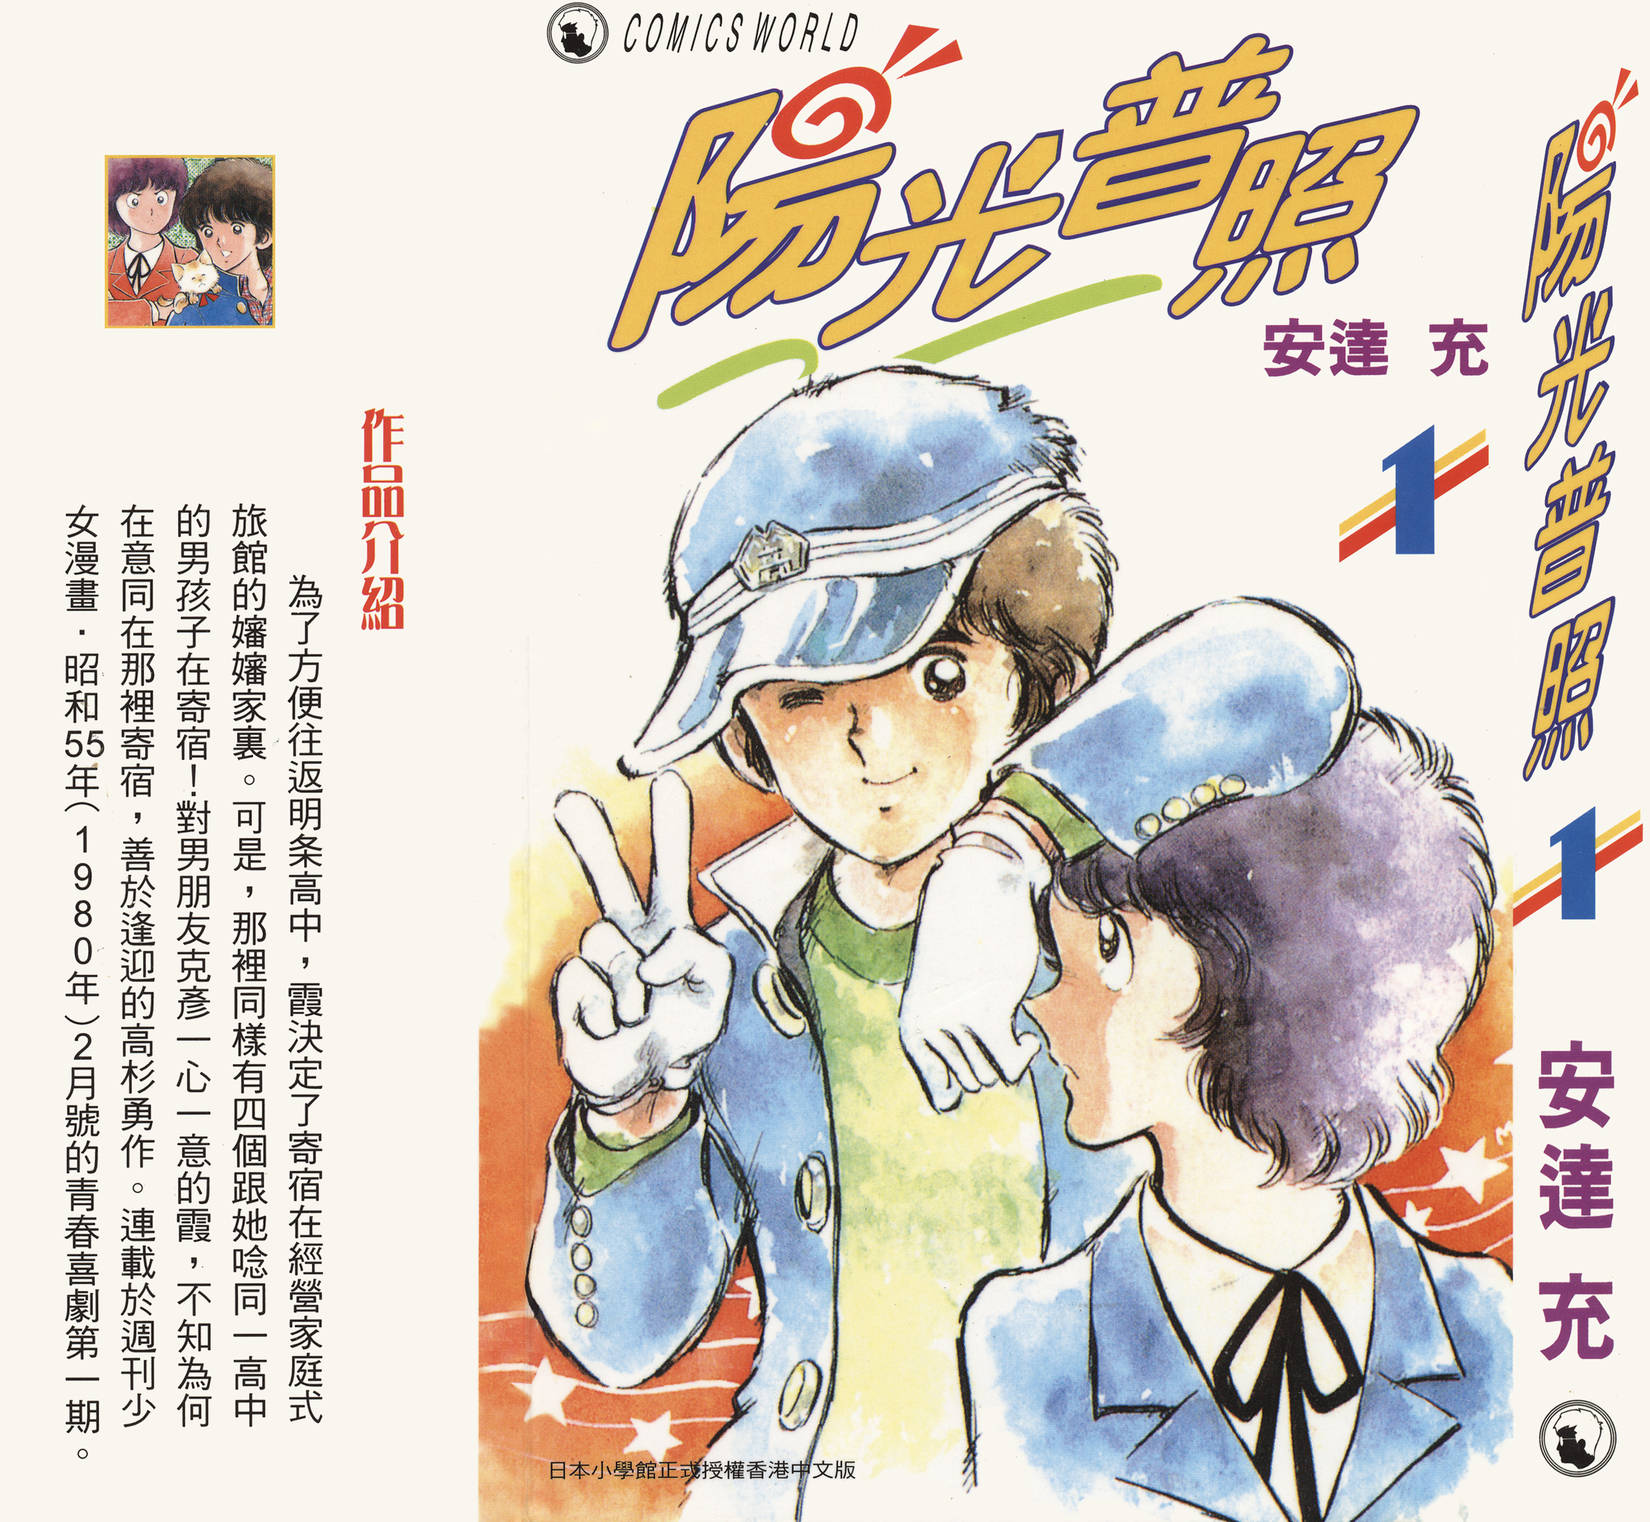 COMICS WORLD
陽光普照
安達 充
1
日本小學館正式授權香港中文版
陽光普照
1
安達 充
作品介紹
為了方便往返明条高中，霞決定了寄宿在經營家庭式
旅館的嬸嬸家裏。可是，那裡同樣有四個跟她唸同一高中
的男孩子在寄宿！對男朋友克彥一心一意的霞，不知為何
在意同在那裡寄宿，善於逢迎的高杉勇作。連載於週刊少
女漫畫．昭和55年（1980年）2月號的青春喜劇第一期。